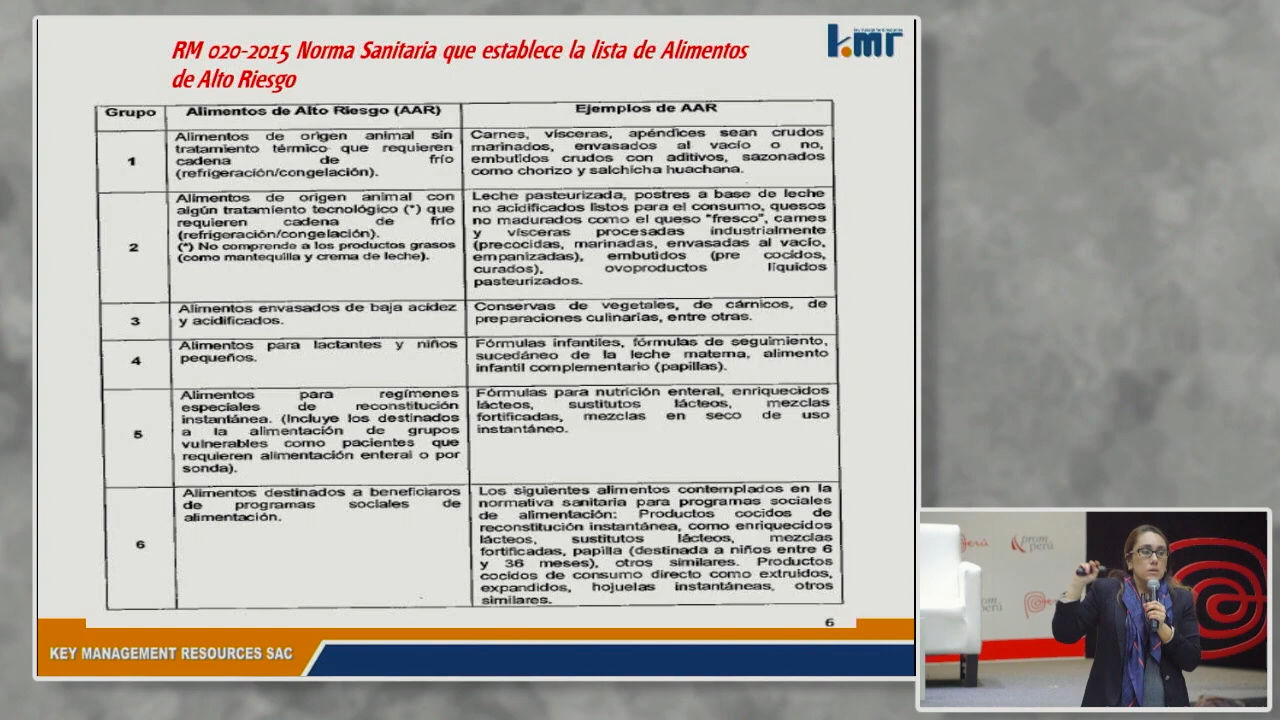 RM 020-2015 Norma Sanitaria que establece la lista de Alimentos
de Alto Riesgo
kmr
Grupo
Alimentos de Alto Riesgo (AAR)
Ejemplos de AAR
1
Alimentos de origen animal sin
tratamiento térmico que requieren
cadena de frío
(refrigeración/congelación).
Carnes, vísceras, apéndices sean crudos
marinados, envasados al vacío o no,
embutidos crudos con aditivos, sazonados
como chorizo y salchicha huachana.
2
Alimentos de origen animal con
algún tratamiento tecnológico (*) que
requieren cadena de frío
(refrigeración/congelación).
(*) No comprende a los productos grasos
(como mantequilla y crema de leche).
Leche pasteurizada, postres a base de leche
no acidificados listos para el consumo, quesos
no madurados como el queso "fresco", carnes
y vísceras procesadas industrialmente
(precocidas, marinadas, envasadas al vacío,
empanizadas), embutidos (pre cocidos,
curados), ovoproductos líquidos
pasteurizados.
3
Alimentos envasados de baja acidez
y acidificados.
Conservas de vegetales, de cárnicos, de
preparaciones culinarias, entre otras.
4
Alimentos para lactantes y niños
pequeños.
Fórmulas infantiles, fórmulas de seguimiento,
sucedáneo de la leche materna, alimento
infantil complementario (papillas).
5
Alimentos para regímenes
especiales de reconstitución
instantánea. (Incluye los destinados
a la alimentación de grupos
vulnerables como pacientes que
requieren alimentación enteral o por
sonda).
Fórmulas para nutrición enteral, enriquecidos
lácteos, sustitutos lácteos, mezclas
fortificadas, mezclas en seco de uso
instantáneo.
6
Alimentos destinados a beneficiaros
de programas sociales de
alimentación.
Los siguientes alimentos contemplados en la
normativa sanitaria para programas sociales
de alimentación: Productos cocidos de
reconstitución instantánea, como enriquecidos
lácteos, sustitutos lácteos, mezclas
fortificadas, papilla (destinada a niños entre 6
y 36 meses), otros similares. Productos
cocidos de consumo directo como extruidos,
expandidos, hojuelas instantáneas, otros
similares.
6
KEY MANAGEMENT RESOURCES SAC
prom
perú